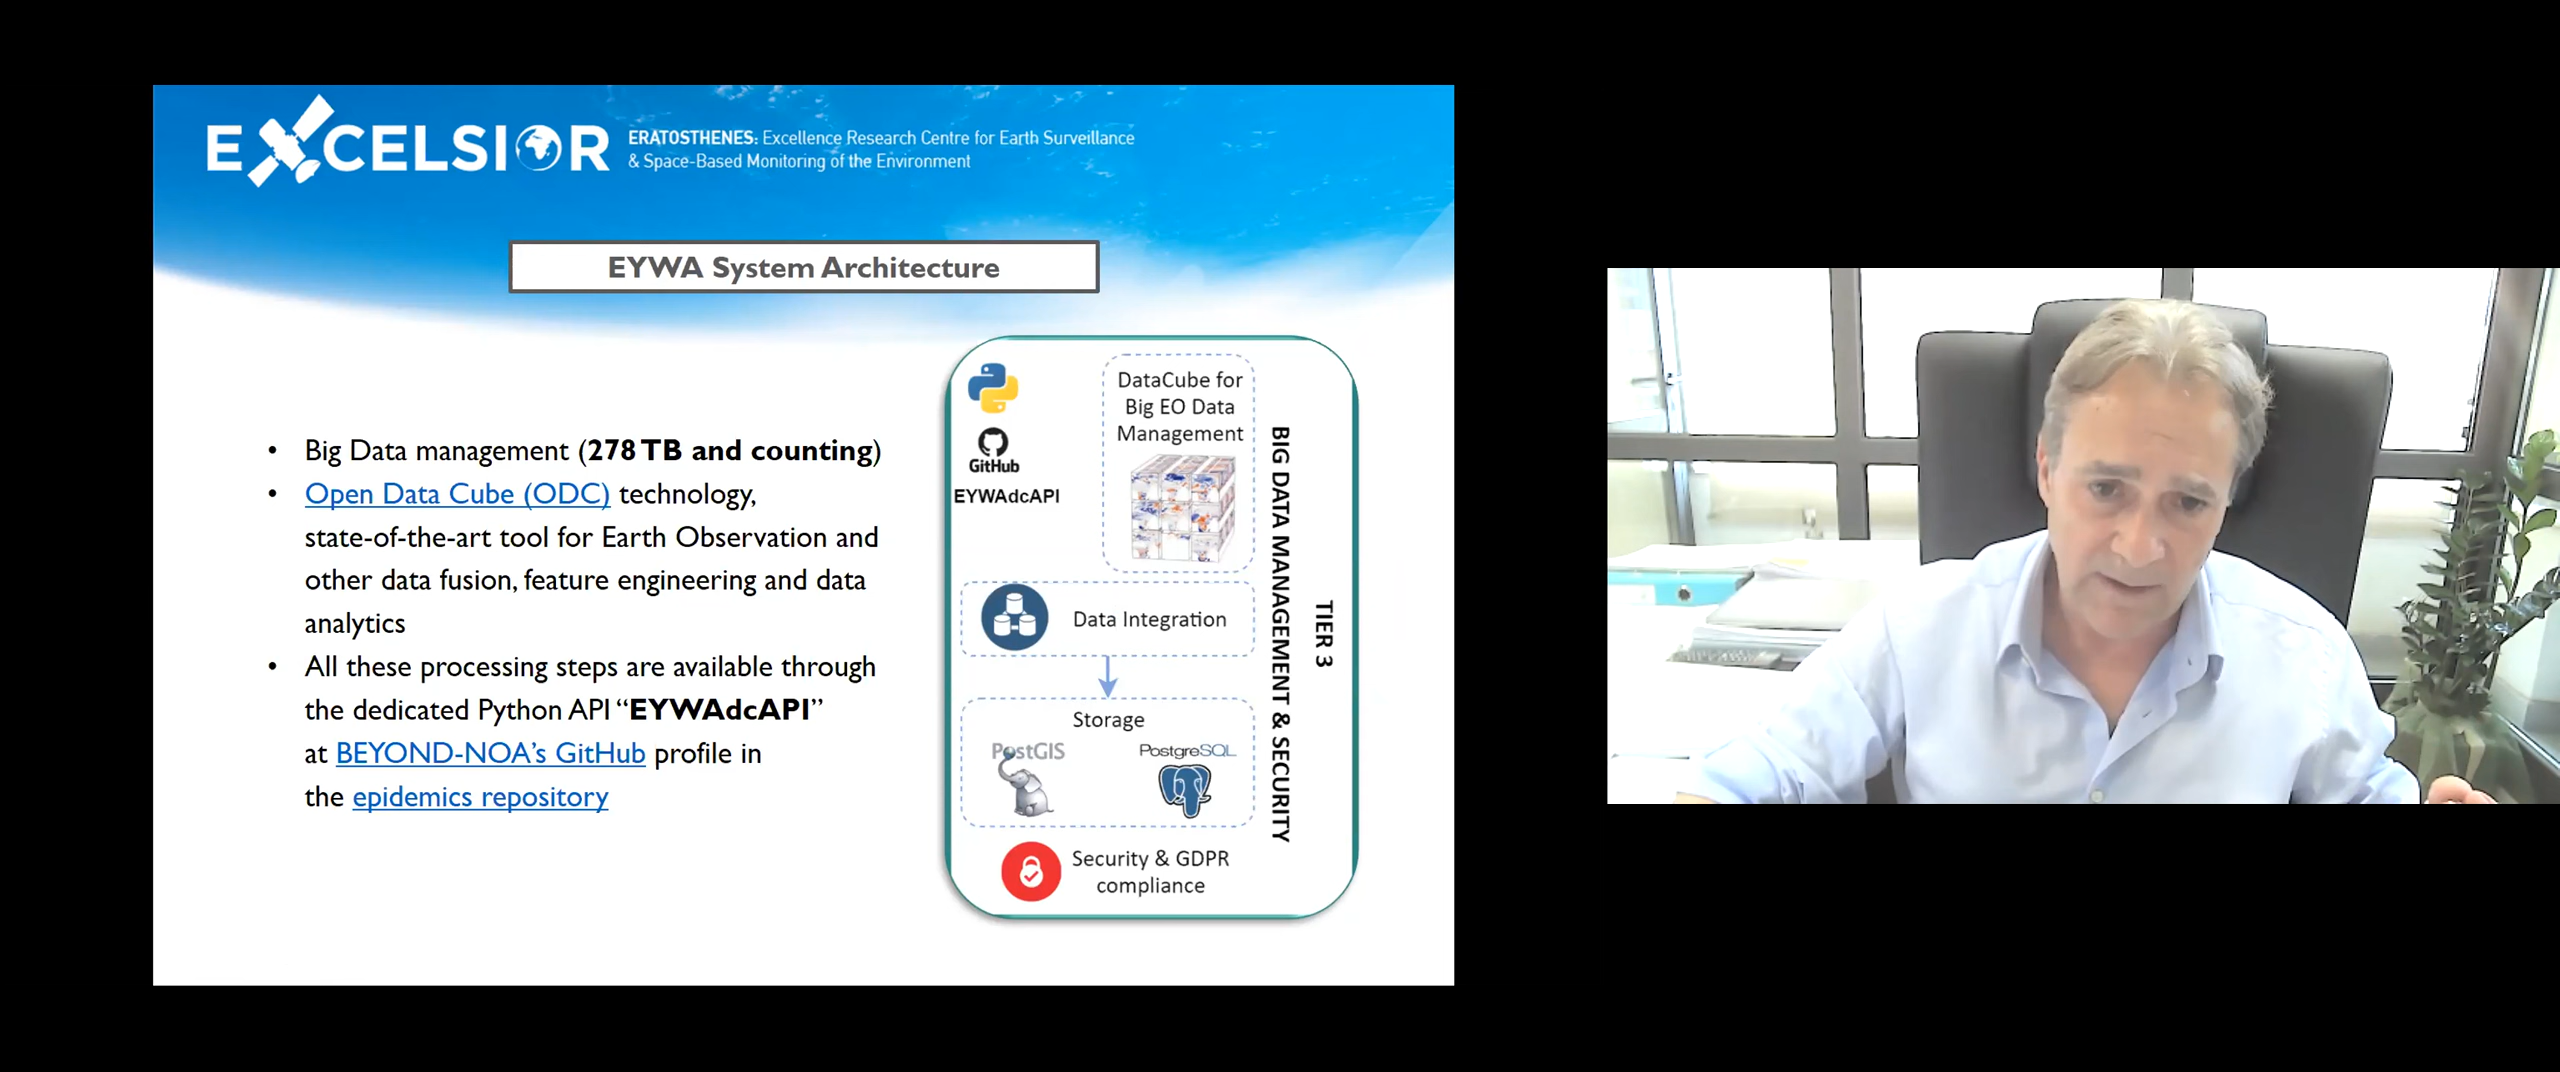 EXCELSIOR
ERATOSTHENES: Excellence Research Centre for Earth Surveillance
& Space-Based Monitoring of the Environment
EYWA System Architecture
• Big Data management (278 TB and counting)
• Open Data Cube (ODC) technology,
state-of-the-art tool for Earth Observation and
other data fusion, feature engineering and data
analytics
• All these processing steps are available through
the dedicated Python API “EYWAdcAPI”
at BEYOND-NOA’s GitHub profile in
the epidemics repository
GitHub
EYWAdcAPI
DataCube for
Big EO Data
Management
Data Integration
Storage
PostGIS
PostgreSQL
Security & GDPR
compliance
BIG DATA MANAGEMENT & SECURITY
TIER 3